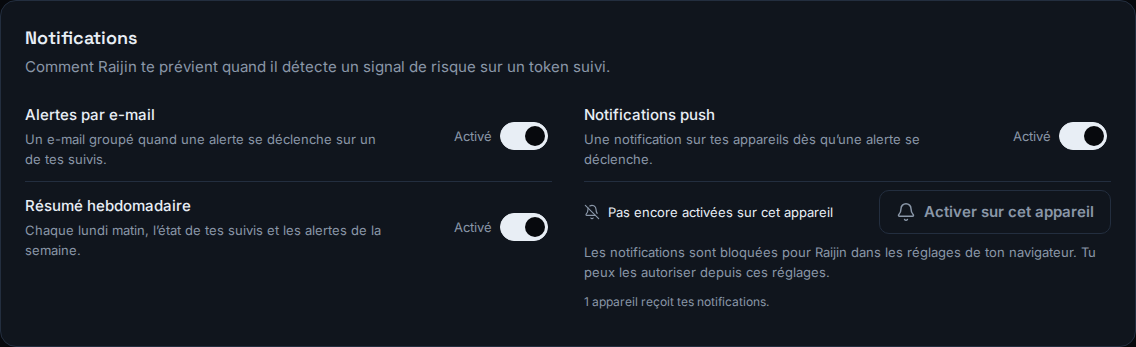 Notifications
Comment Raijin te prévient quand il détecte un signal de risque sur un token suivi.
Alertes par e-mail
Un e-mail groupé quand une alerte se déclenche sur un
de tes suivis.
Activé
Résumé hebdomadaire
Chaque lundi matin, l’état de tes suivis et les alertes de la
semaine.
Activé
Notifications push
Une notification sur tes appareils dès qu’une alerte se
déclenche.
Activé
Pas encore activées sur cet appareil
Activer sur cet appareil
Les notifications sont bloquées pour Raijin dans les réglages de ton navigateur. Tu
peux les autoriser depuis ces réglages.
1 appareil reçoit tes notifications.